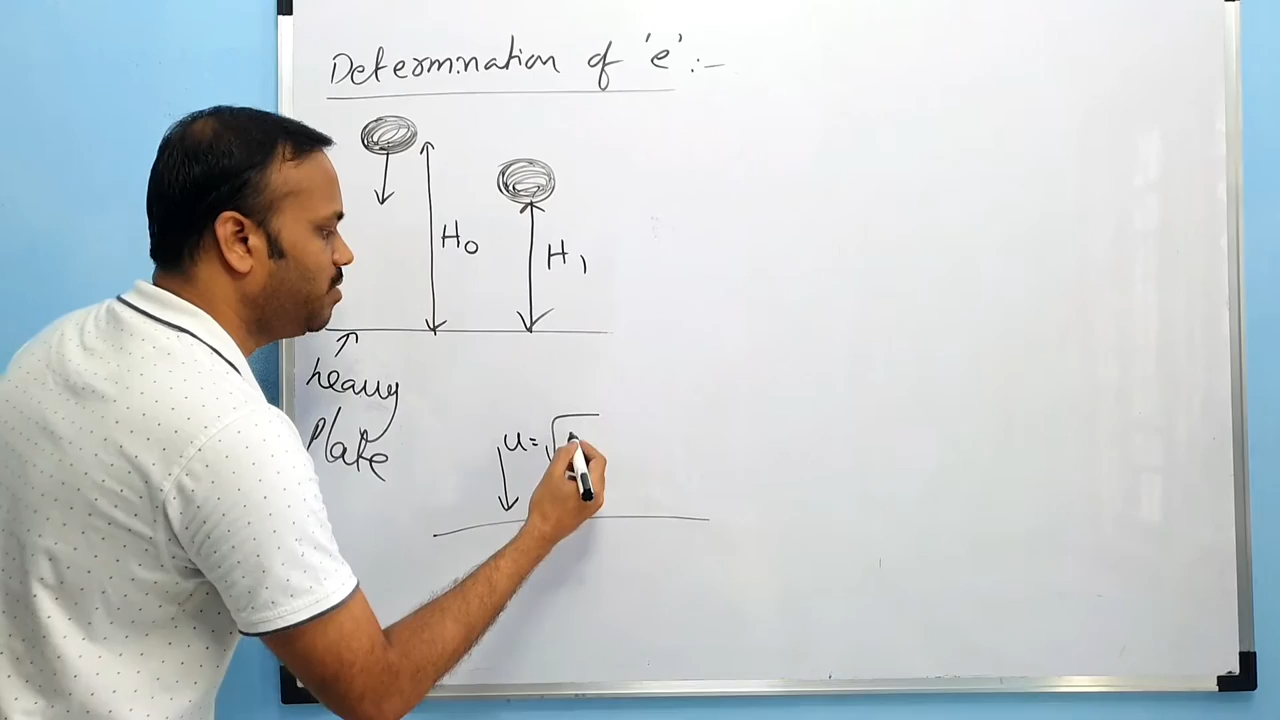 Determination of 'e' :-
H0
H1
heavy
Plate
u = √